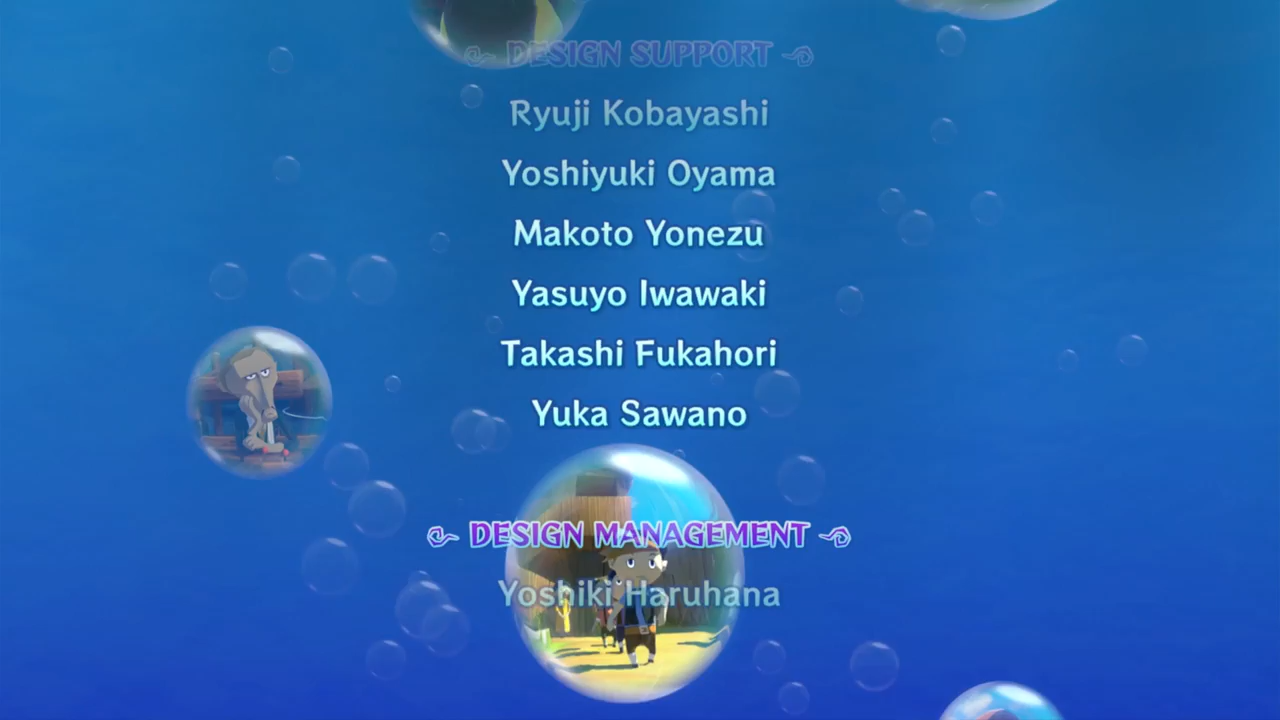 DESIGN SUPPORT
Ryuji Kobayashi
Yoshiyuki Oyama
Makoto Yonezu
Yasuyo Iwawaki
Takashi Fukahori
Yuka Sawano
DESIGN MANAGEMENT
Yoshiki Haruhana